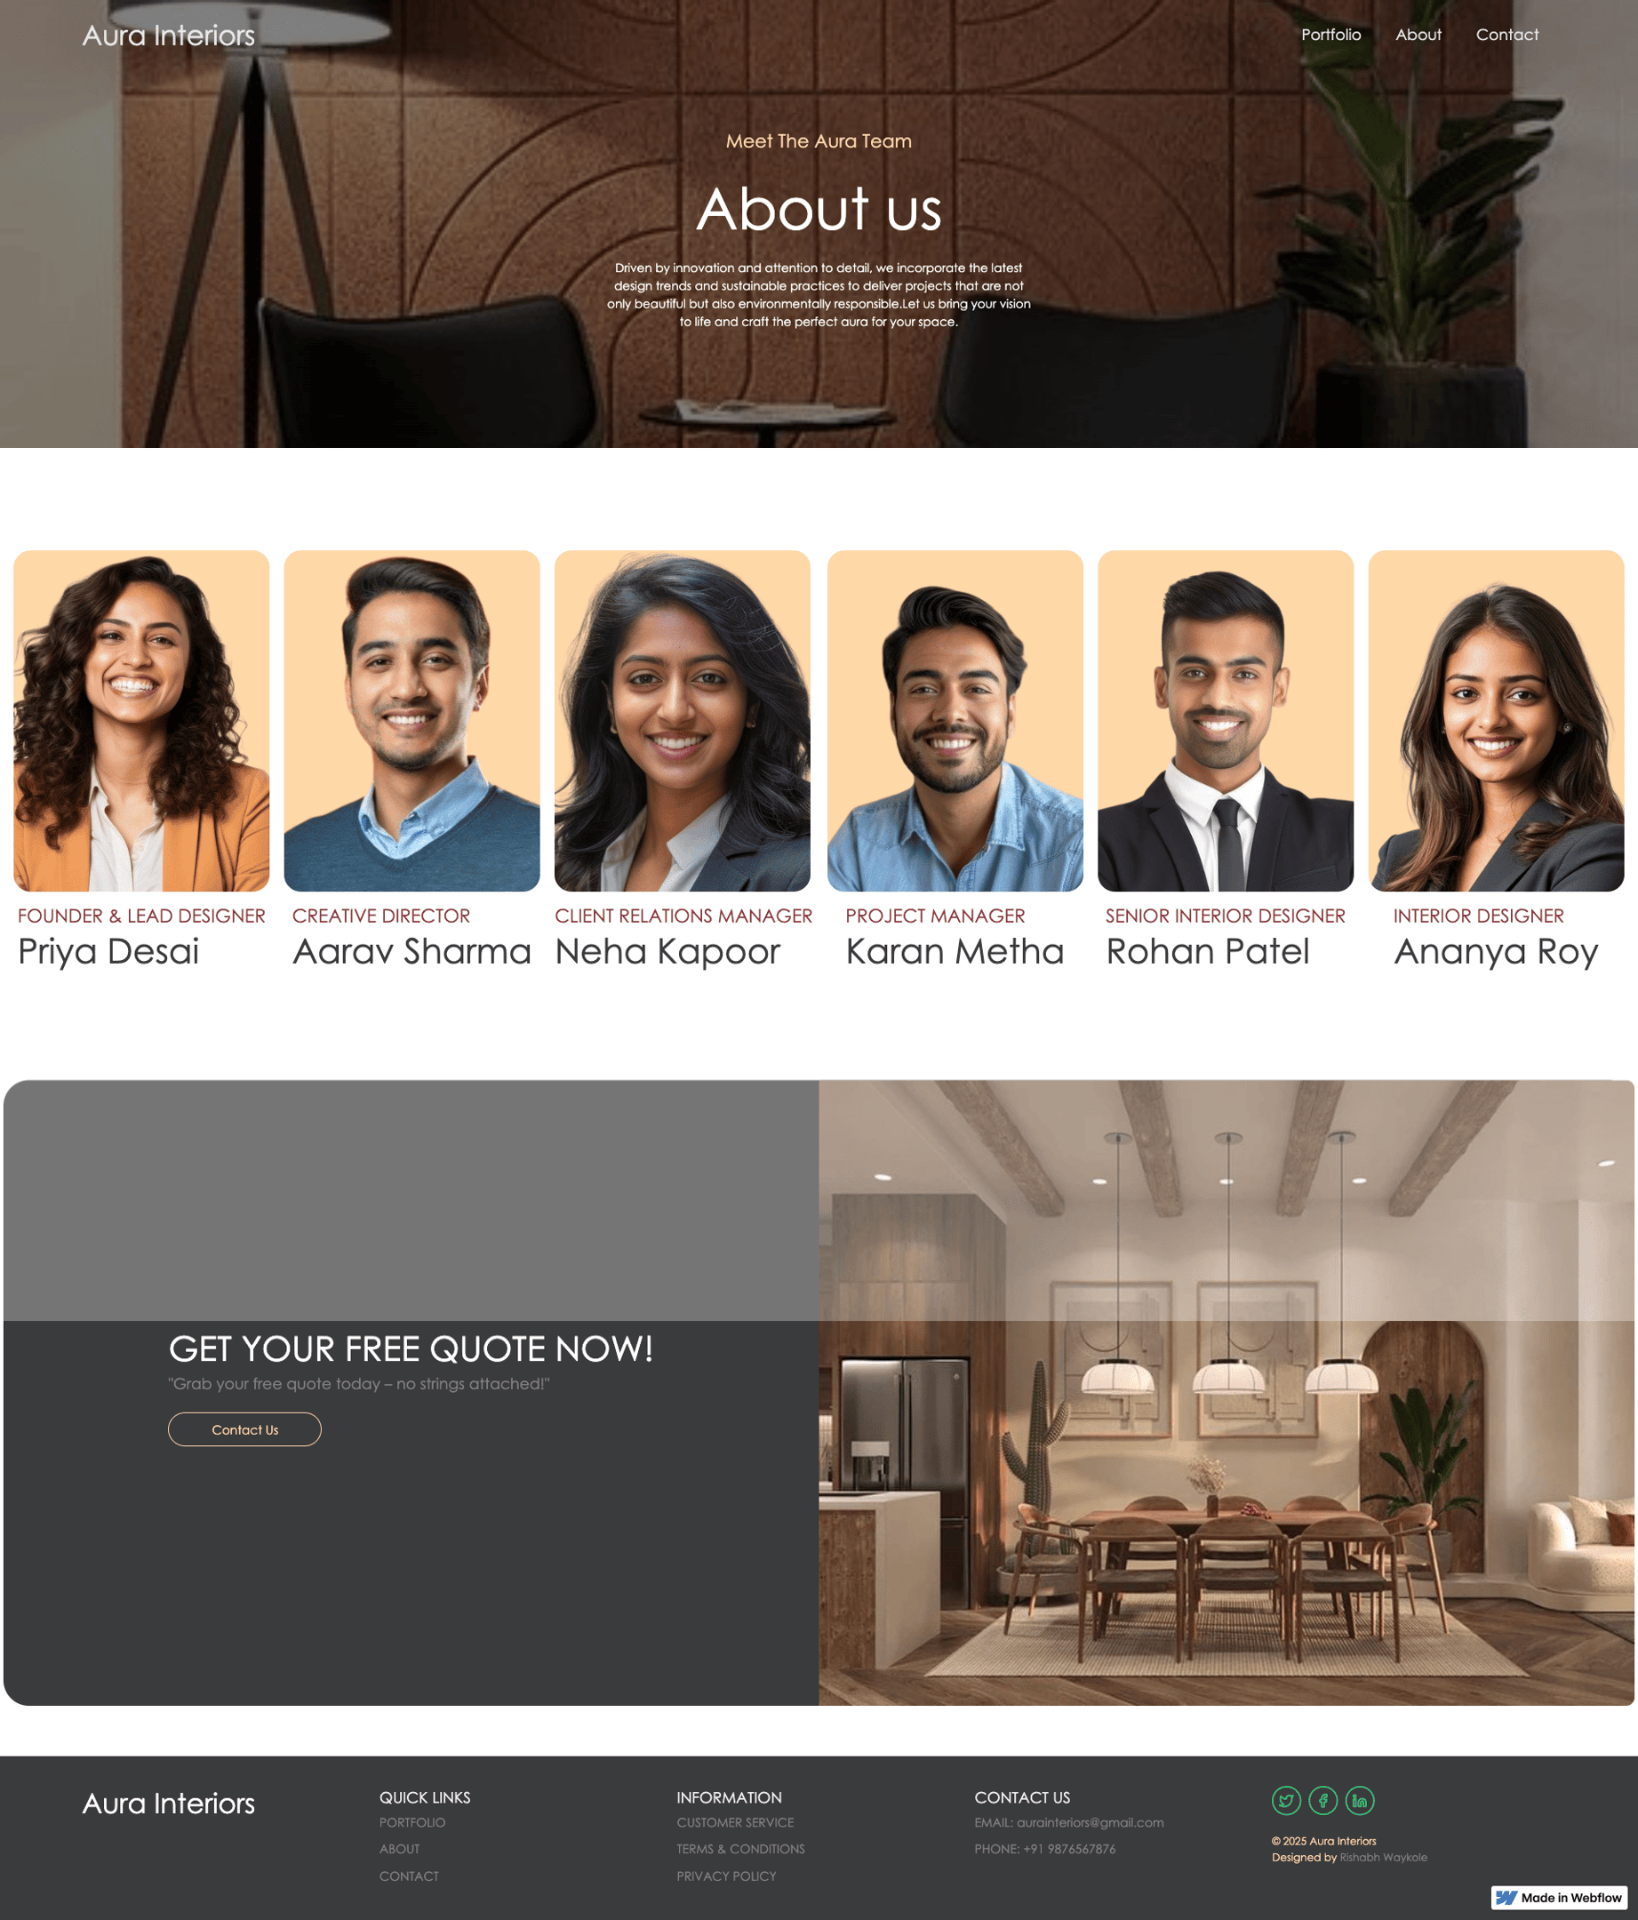 Aura Interiors
Portfolio
About
Contact
Meet The Aura Team
About us
Driven by innovation and attention to detail, we incorporate the latest
design trends and sustainable practices to deliver projects that are not
only beautiful but also environmentally responsible.Let us bring your vision
to life and craft the perfect aura for your space.
FOUNDER & LEAD DESIGNER
Priya Desai
CREATIVE DIRECTOR
Aarav Sharma
CLIENT RELATIONS MANAGER
Neha Kapoor
PROJECT MANAGER
Karan Metha
SENIOR INTERIOR DESIGNER
Rohan Patel
INTERIOR DESIGNER
Ananya Roy
GET YOUR FREE QUOTE NOW!
"Grab your free quote today – no strings attached!"
Contact Us
Aura Interiors
QUICK LINKS
PORTFOLIO
ABOUT
CONTACT
INFORMATION
CUSTOMER SERVICE
TERMS & CONDITIONS
PRIVACY POLICY
CONTACT US
EMAIL: aurainteriors@gmail.com
PHONE: +91 9876567876
© 2025 Aura Interiors
Designed by Rishabh Waykole
Made in Webflow